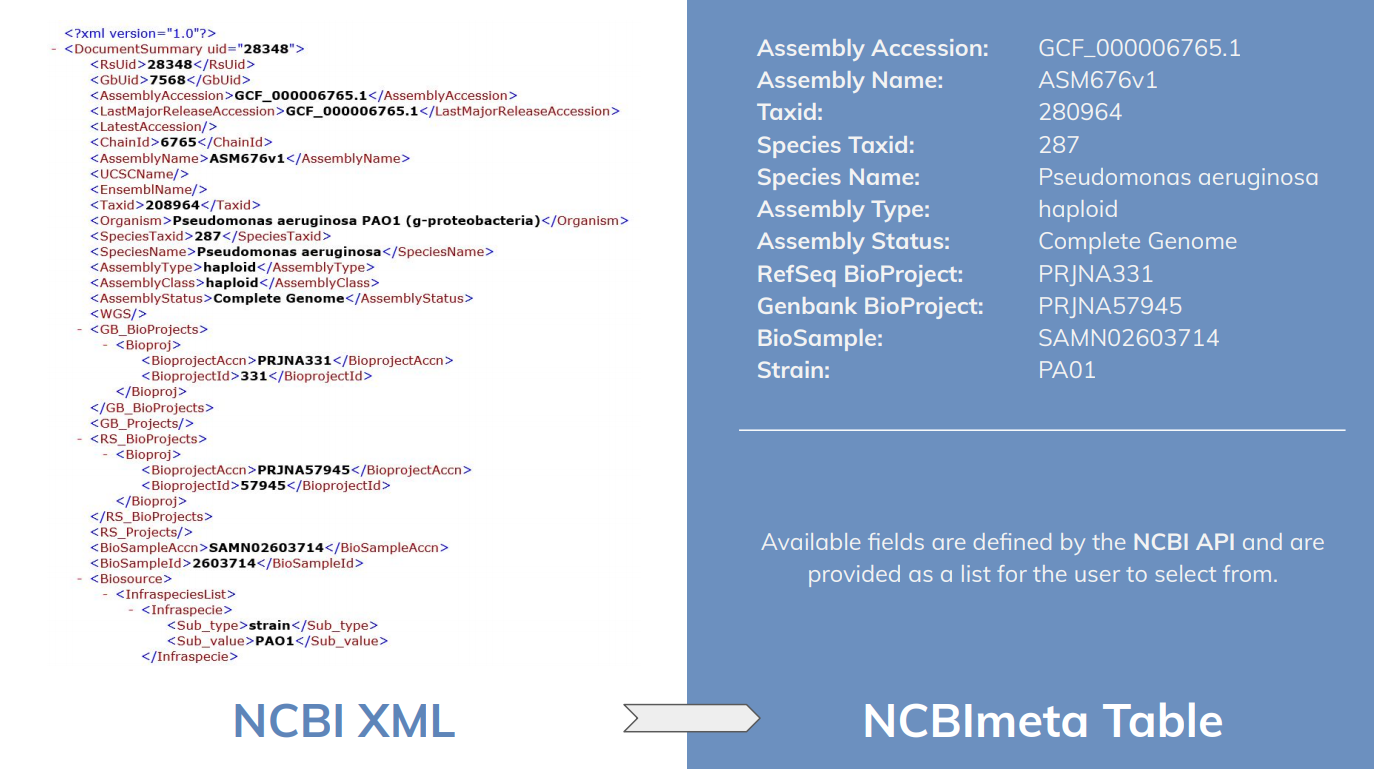 <?xml version="1.0"?>
- <DocumentSummary uid="28348">
<RsUid>28348</RsUid>
<GbUid>7568</GbUid>
<AssemblyAccession>GCF_000006765.1</AssemblyAccession>
<LastMajorReleaseAccession>GCF_000006765.1</LastMajorReleaseAccession>
<LatestAccession/>
<ChainId>6765</ChainId>
<AssemblyName>ASM676v1</AssemblyName>
<UCSCName/>
<EnsemblName/>
<Taxid>208964</Taxid>
<Organism>Pseudomonas aeruginosa PAO1 (g-proteobacteria)</Organism>
<SpeciesTaxid>287</SpeciesTaxid>
<SpeciesName>Pseudomonas aeruginosa</SpeciesName>
<AssemblyType>haploid</AssemblyType>
<AssemblyClass>haploid</AssemblyClass>
<AssemblyStatus>Complete Genome</AssemblyStatus>
<WGS/>
- <GB_BioProjects>
- <Bioproj>
<BioprojectAccn>PRJNA331</BioprojectAccn>
<BioprojectId>331</BioprojectId>
</Bioproj>
</GB_BioProjects>
<GB_Projects/>
- <RS_BioProjects>
- <Bioproj>
<BioprojectAccn>PRJNA57945</BioprojectAccn>
<BioprojectId>57945</BioprojectId>
</Bioproj>
</RS_BioProjects>
<RS_Projects/>
<BioSampleAccn>SAMN02603714</BioSampleAccn>
<BioSampleId>2603714</BioSampleId>
- <Biosource>
- <InfraspeciesList>
- <Infraspecie>
<Sub_type>strain</Sub_type>
<Sub_value>PAO1</Sub_value>
</Infraspecie>
NCBI XML
Assembly Accession: GCF_000006765.1
Assembly Name: ASM676v1
Taxid: 280964
Species Taxid: 287
Species Name: Pseudomonas aeruginosa
Assembly Type: haploid
Assembly Status: Complete Genome
RefSeq BioProject: PRJNA331
Genbank BioProject: PRJNA57945
BioSample: SAMN02603714
Strain: PA01
Available fields are defined by the NCBI API and are
provided as a list for the user to select from.
NCBImeta Table